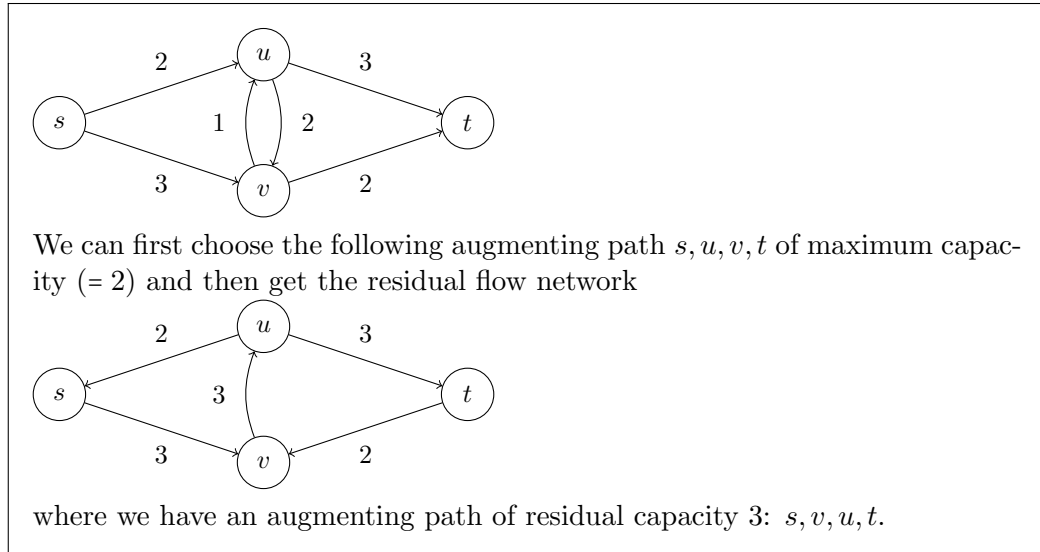 u
2
3
s
1
2
t
3
2
v
We can first choose the following augmenting path s, u, v, t of maximum capac-
ity (= 2) and then get the residual flow network
u
2
3
s
3
t
3
2
v
where we have an augmenting path of residual capacity 3: s, v, u, t.